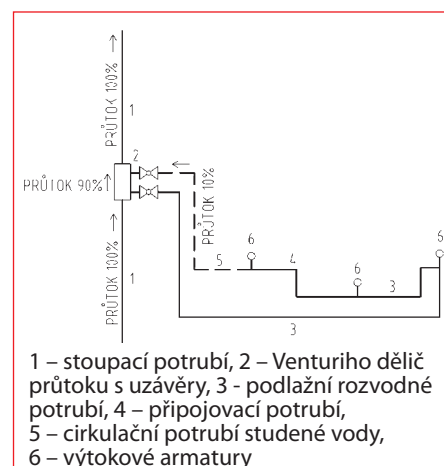 PRŮTOK 100%
1
2
PRŮTOK 90%
PRŮTOK 10%
PRŮTOK 100%
1
5
6
4
6
3
6
3
1 – stoupací potrubí, 2 – Venturiho dělič
průtoku s uzávěry, 3 - podlažní rozvodné
potrubí, 4 – připojovací potrubí,
5 – cirkulační potrubí studené vody,
6 – výtokové armatury